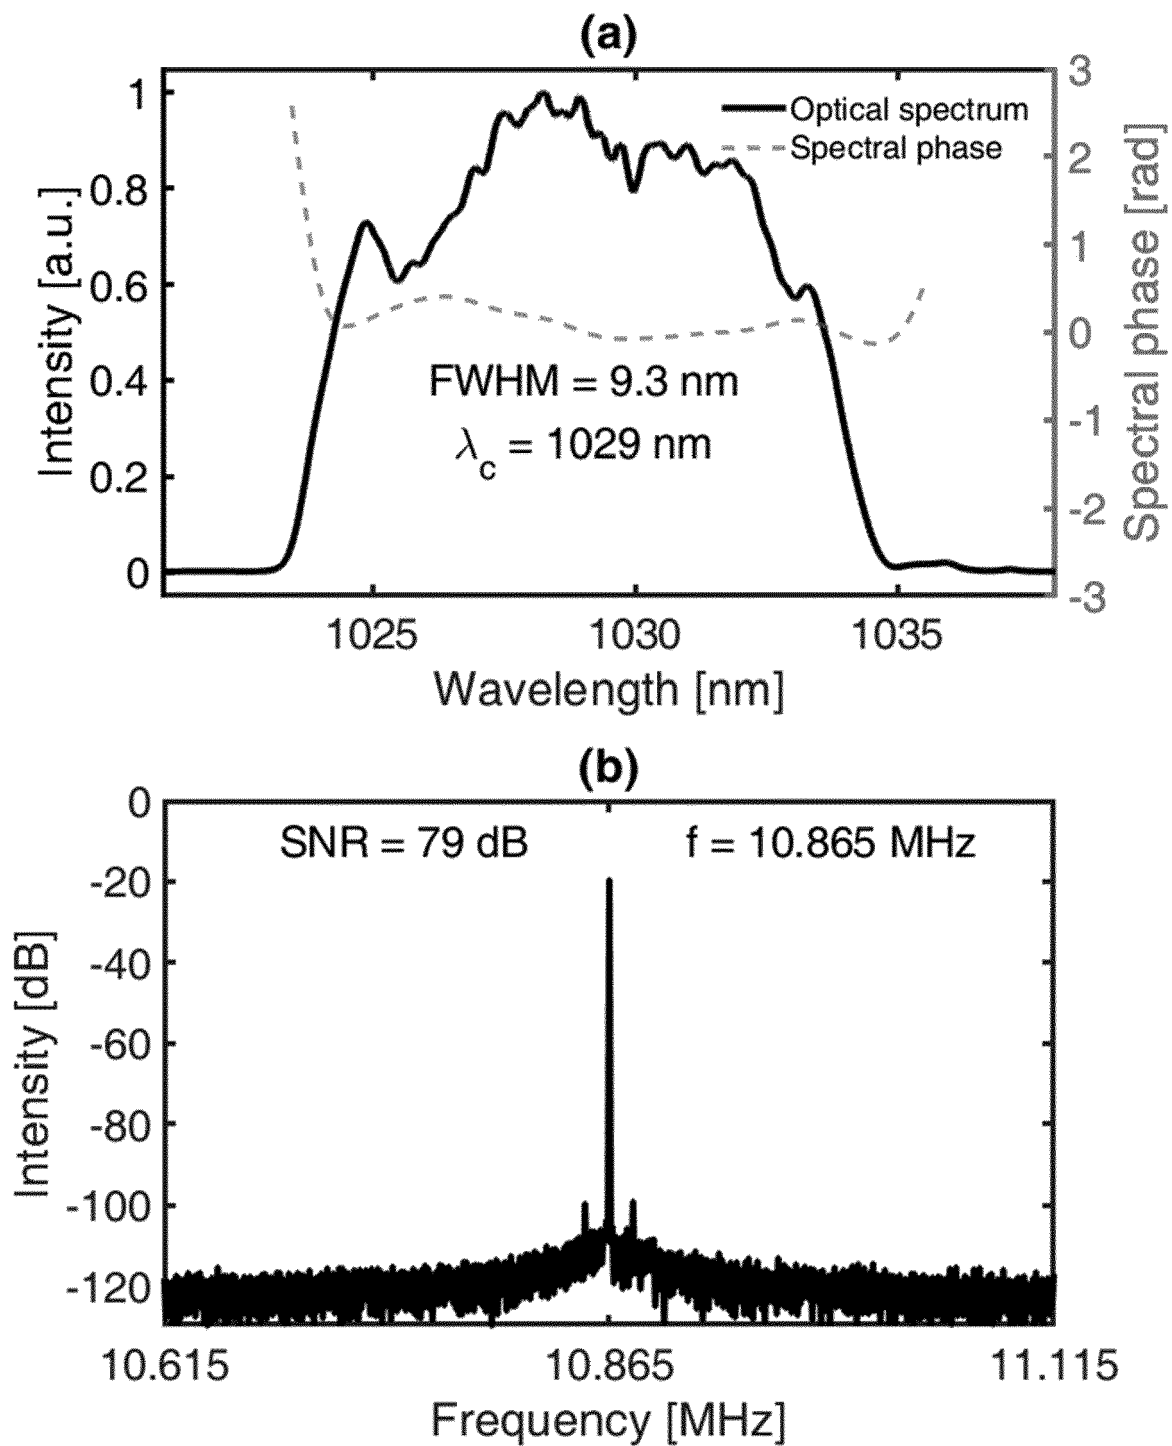 (a)
Optical spectrum
Spectral phase
FWHM = 9.3 nm
λc = 1029 nm
Intensity [a.u.]
1
0.8
0.6
0.4
0.2
0
Spectral phase [rad]
3
2
1
0
-1
-2
-3
1025 1030 1035
Wavelength [nm]
(b)
SNR = 79 dB f = 10.865 MHz
Intensity [dB]
0
-20
-40
-60
-80
-100
-120
10.615 10.865 11.115
Frequency [MHz]